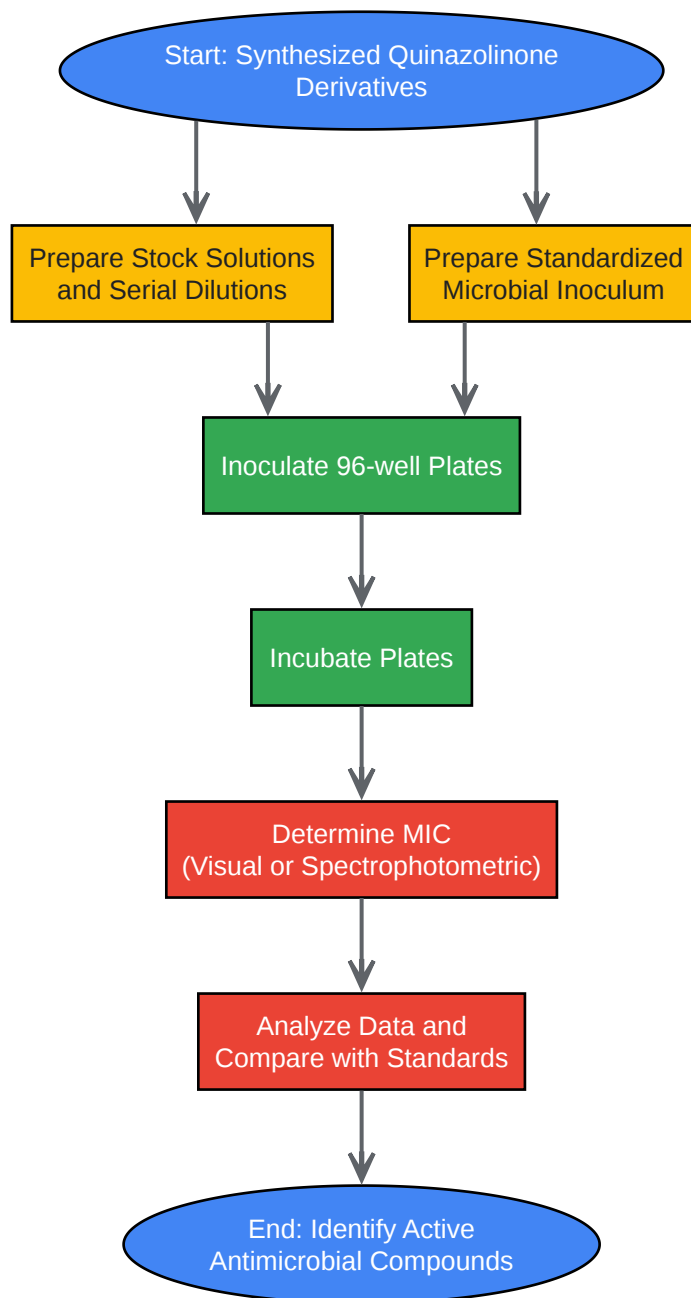 Start: Synthesized Quinazolinone
Derivatives
Prepare Stock Solutions
and Serial Dilutions
Prepare Standardized
Microbial Inoculum
Inoculate 96-well Plates
Incubate Plates
Determine MIC
(Visual or Spectrophotometric)
Analyze Data and
Compare with Standards
End: Identify Active
Antimicrobial Compounds